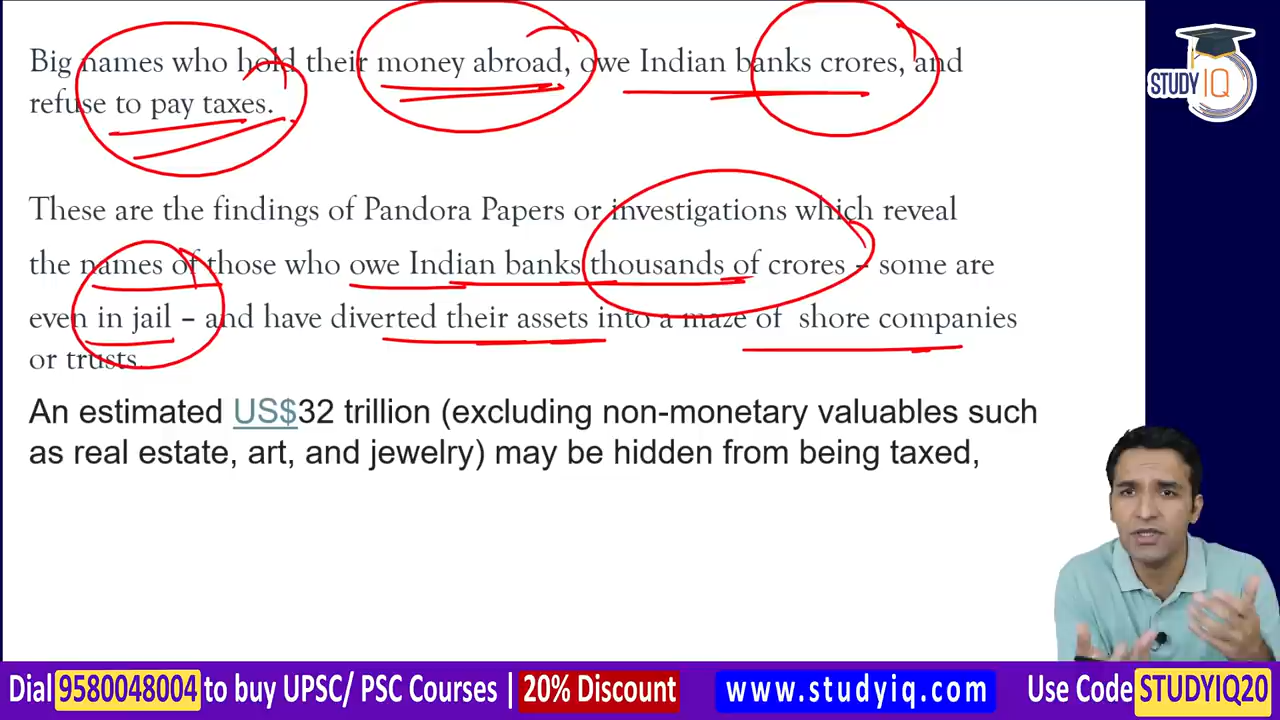 Big names who hold their money abroad, owe Indian banks crores, and
refuse to pay taxes.
STUDY IQ
These are the findings of Pandora Papers or investigations which reveal
the names of those who owe Indian banks thousands of crores – some are
even in jail – and have diverted their assets into a maze of shore companies
or trusts.
An estimated US$32 trillion (excluding non-monetary valuables such
as real estate, art, and jewelry) may be hidden from being taxed,
Dial 9580048004 to buy UPSC/ PSC Courses | 20% Discount www.studyiq.com Use Code STUDYIQ20